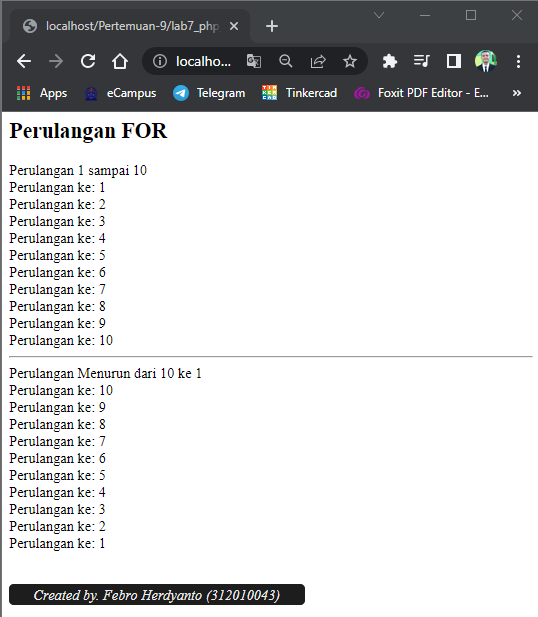 localhost/Pertemuan-9/lab7_php
localho...
Apps eCampus Telegram TIN KER CAD Tinkercad Foxit PDF Editor - E... »
Perulangan FOR
Perulangan 1 sampai 10
Perulangan ke: 1
Perulangan ke: 2
Perulangan ke: 3
Perulangan ke: 4
Perulangan ke: 5
Perulangan ke: 6
Perulangan ke: 7
Perulangan ke: 8
Perulangan ke: 9
Perulangan ke: 10
Perulangan Menurun dari 10 ke 1
Perulangan ke: 10
Perulangan ke: 9
Perulangan ke: 8
Perulangan ke: 7
Perulangan ke: 6
Perulangan ke: 5
Perulangan ke: 4
Perulangan ke: 3
Perulangan ke: 2
Perulangan ke: 1
Created by. Febro Herdyanto (312010043)